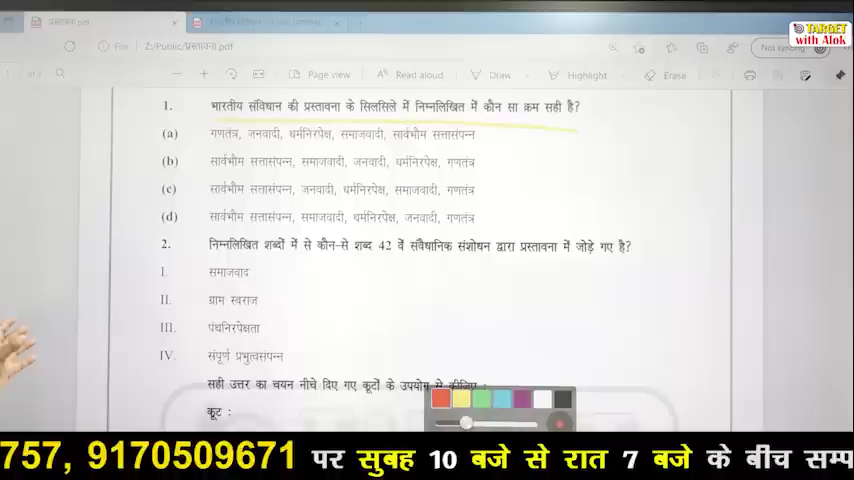 प्रस्तावना.pdf
TARGET
with Alok
File Z:/Public/प्रस्तावना.pdf
Not syncing
Page view Read aloud Draw Highlight Erase
1. भारतीय संविधान की प्रस्तावना के सिलसिले में निम्नलिखित में कौन सा क्रम सही है?
(a) गणतंत्र, जनवादी, धर्मनिरपेक्ष, समाजवादी, सार्वभौम सत्तासंपन्न
(b) सार्वभौम सत्तासंपन्न, समाजवादी, जनवादी, धर्मनिरपेक्ष, गणतंत्र
(c) सार्वभौम सत्तासंपन्न, जनवादी, धर्मनिरपेक्ष, समाजवादी, गणतंत्र
(d) सार्वभौम सत्तासंपन्न, समाजवादी, धर्मनिरपेक्ष, जनवादी, गणतंत्र
2. निम्नलिखित शब्दों में से कौन-से शब्द 42 वें संवैधानिक संशोधन द्वारा प्रस्तावना में जोड़े गए है?
I. समाजवाद
II. ग्राम स्वराज
III. पंथनिरपेक्षता
IV. संपूर्ण प्रभुत्वसंपन्न
सही उत्तर का चयन नीचे दिए गए कूटों के उपयोग से कीजिए :
कूट :
757, 9170509671 पर सुबह 10 बजे से रात 7 बजे के बीच सम्प